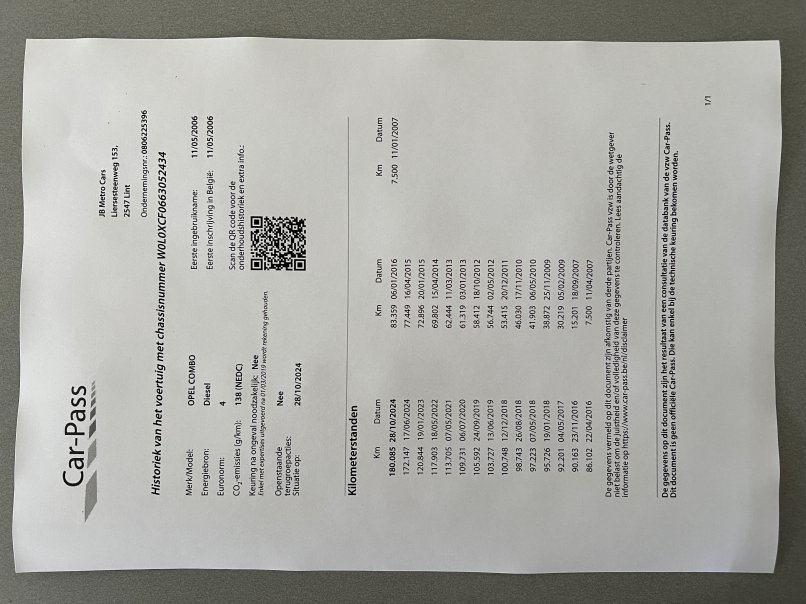 Car-Pass
JB Metro Cars
Liersesteenweg 153,
2547 Lint
Ondernemingsnr.: 0806225396
Historiek van het voertuig met chassisnummer W0L0XCF0663052434
Merk/Model: OPEL COMBO
Energiebron: Diesel
Euronorm: 4
CO2-emissies (g/km): 138 (NEDC)
Keuring na ongeval noodzakelijk: Nee
Enkel met expertises uitgevoerd na 01/03/2019 wordt rekening gehouden.
Openstaande terugroepacties: Nee
Situatie op: 28/10/2024
Eerste ingebruikname: 11/05/2006
Eerste inschrijving in België: 11/05/2006
Scan de QR code voor de
onderhoudshistoriek en extra info.:
Kilometerstanden
Km Datum
180.085 28/10/2024
172.147 17/06/2024
120.844 19/01/2023
117.903 18/05/2022
113.705 07/05/2021
109.731 06/07/2020
105.592 24/09/2019
103.727 13/06/2019
100.748 12/12/2018
98.743 26/08/2018
97.223 07/05/2018
95.726 19/01/2018
92.201 04/05/2017
90.163 23/11/2016
86.102 22/04/2016
Km Datum
83.359 06/01/2016
77.449 16/04/2015
72.896 20/01/2015
69.802 15/04/2014
62.444 11/03/2013
61.319 03/01/2013
58.412 18/10/2012
56.744 02/05/2012
53.415 20/12/2011
46.030 17/11/2010
41.903 06/05/2010
38.872 25/11/2009
30.219 05/02/2009
15.201 18/09/2007
7.500 11/04/2007
Km Datum
7.500 11/01/2007
De gegevens vermeld op dit document zijn afkomstig van derde partijen. Car-Pass vzw is door de wetgever
niet belast om de juistheid en/of volledigheid van deze gegevens te controleren. Lees aandachtig de
informatie op https://www.car-pass.be/nl/disclaimer
De gegevens op dit document zijn het resultaat van een consultatie van de databank van de vzw Car-Pass.
Dit document is geen officiële Car-Pass. Die kan enkel bij de technische keuring bekomen worden.
1/1